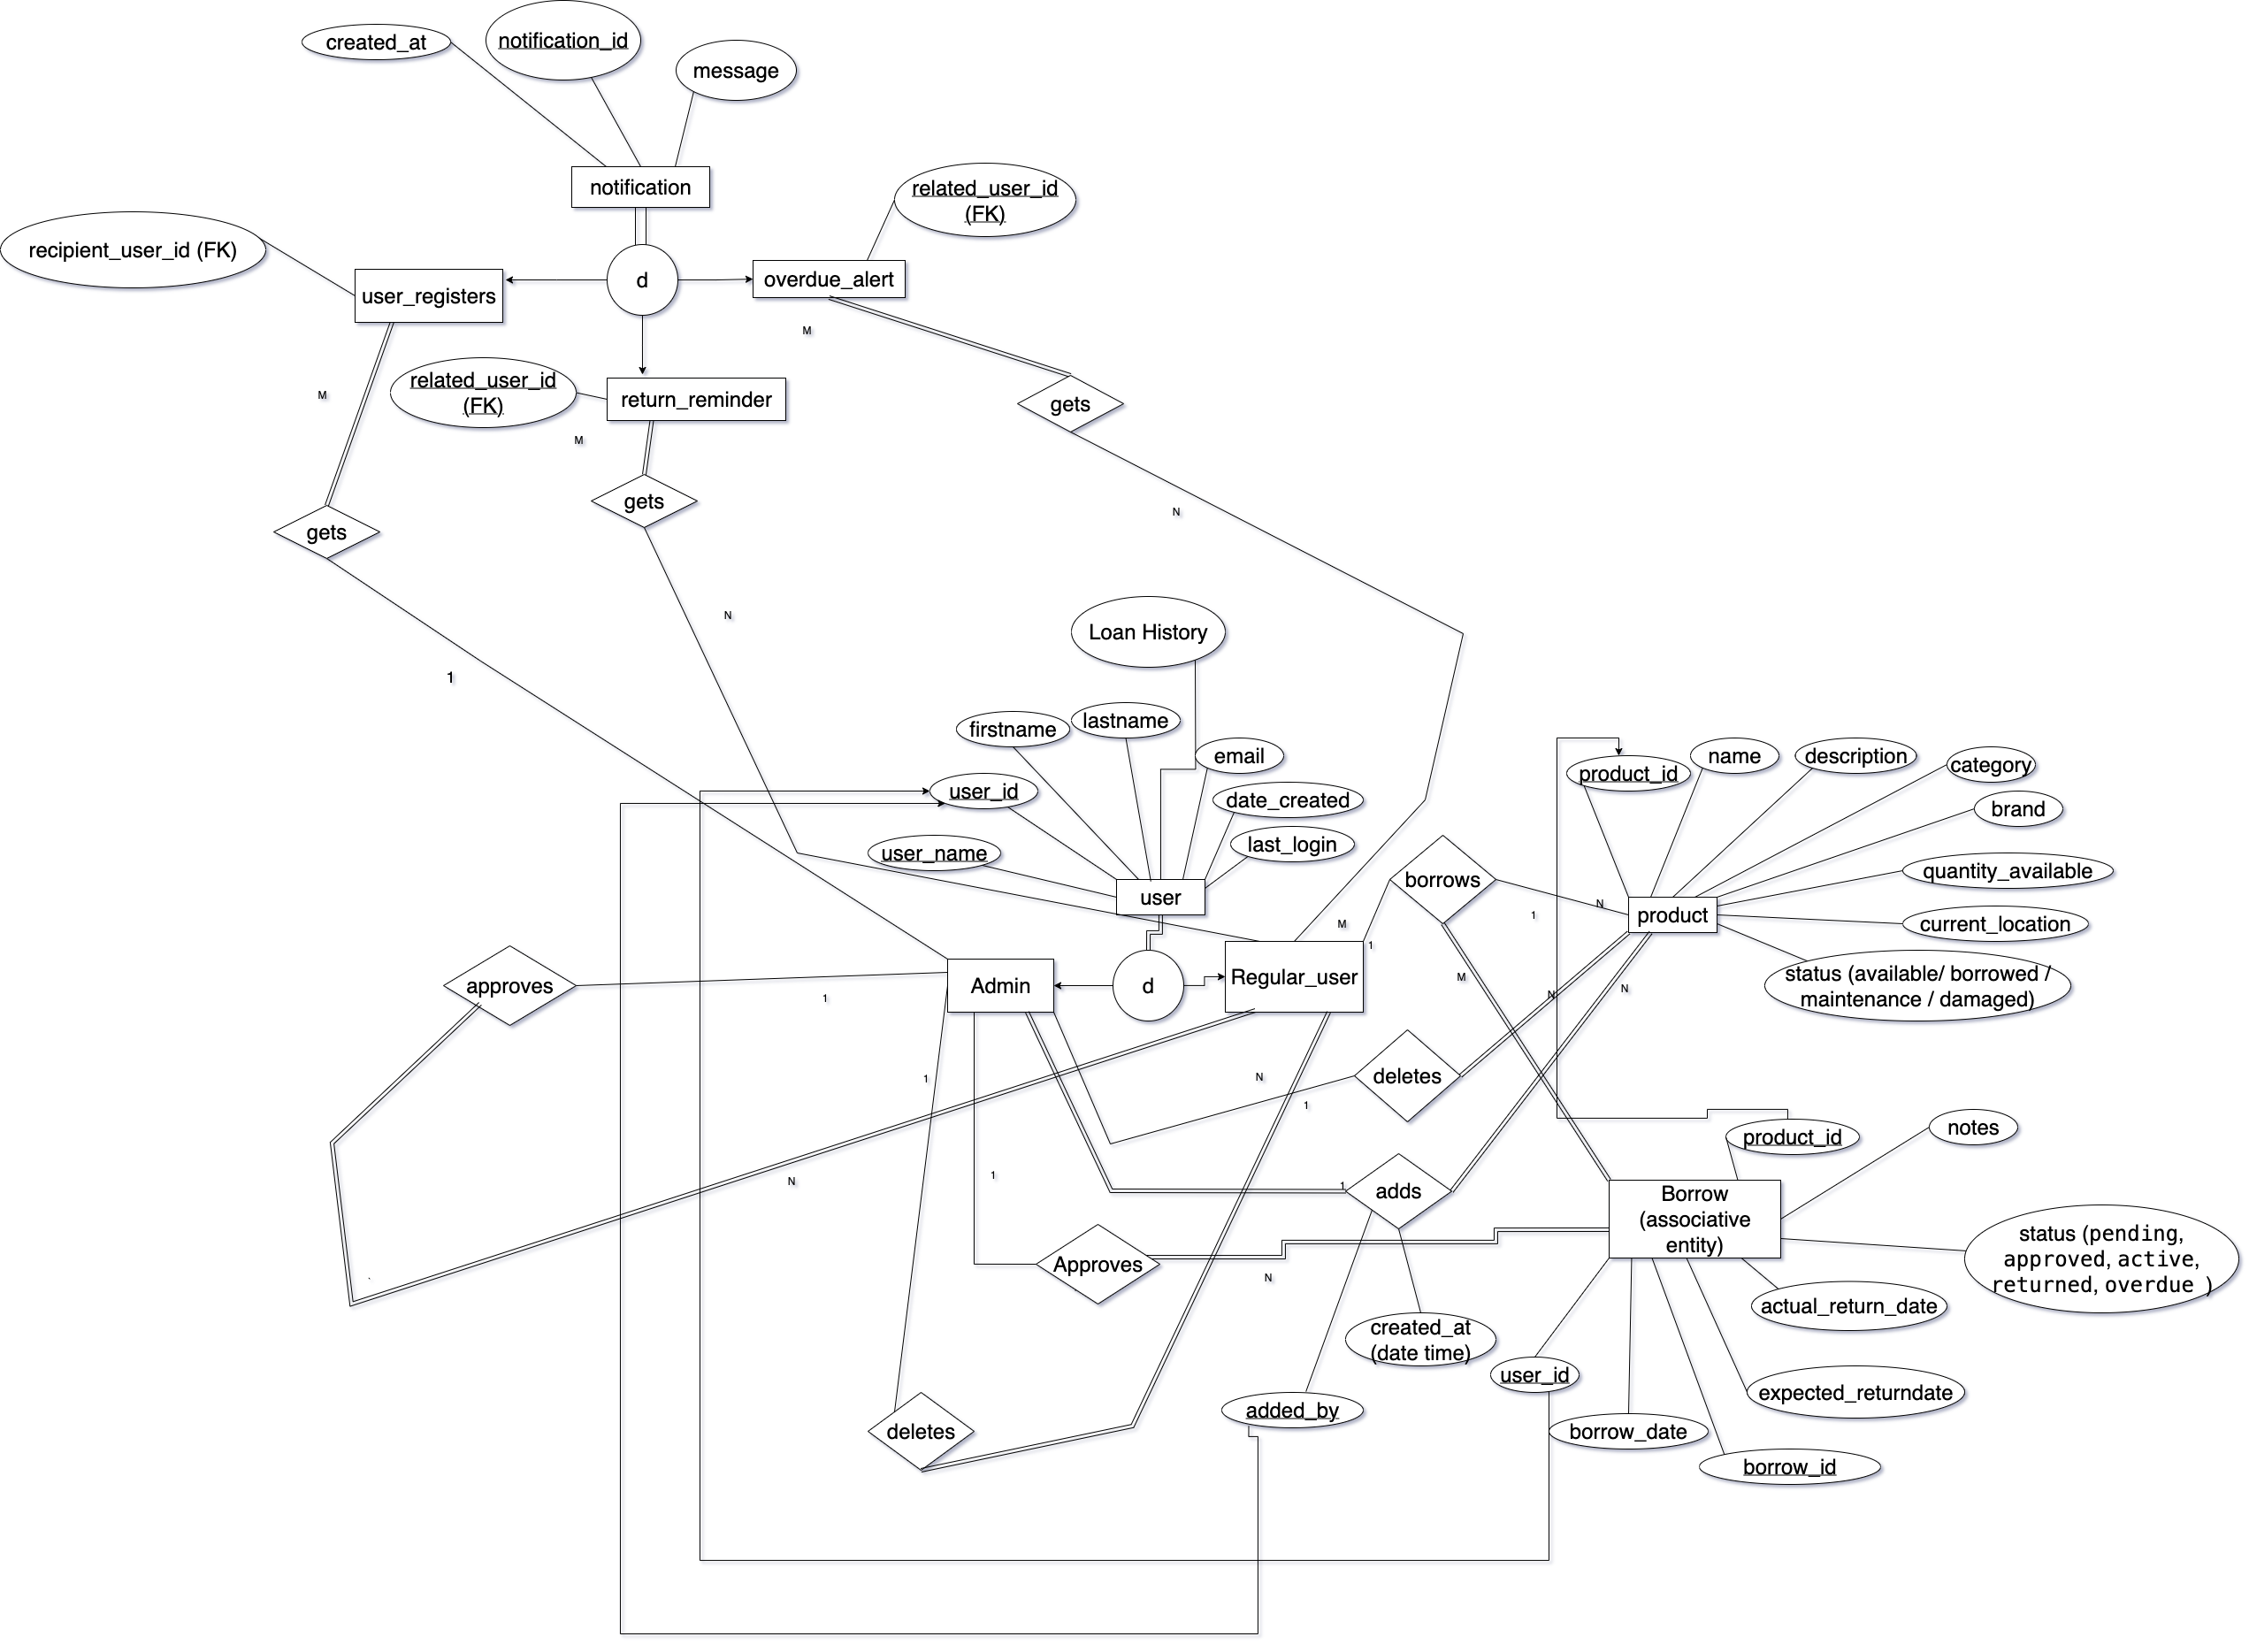 created_at
notification_id
message
notification
related_user_id
(FK)
recipient_user_id (FK)
user_registers
d
overdue_alert
M
related_user_id
(FK)
return_reminder
M
M
gets
gets
gets
N
N
1
Loan History
firstname
lastname
email
user_id
date_created
user_name
last_login
user
product_id
name
description
category
brand
quantity_available
current_location
status (available/ borrowed /
maintenance / damaged)
product
borrows
N
1
M
1
M
N
N
approves
1
Admin
d
Regular_user
1
N
1
deletes
N
1
1
adds
Approves
N
created_at
(date time)
added_by
deletes
`
product_id
notes
Borrow
(associative
entity)
status (pending,
approved, active,
returned, overdue )
actual_return_date
expected_returndate
user_id
borrow_date
borrow_id